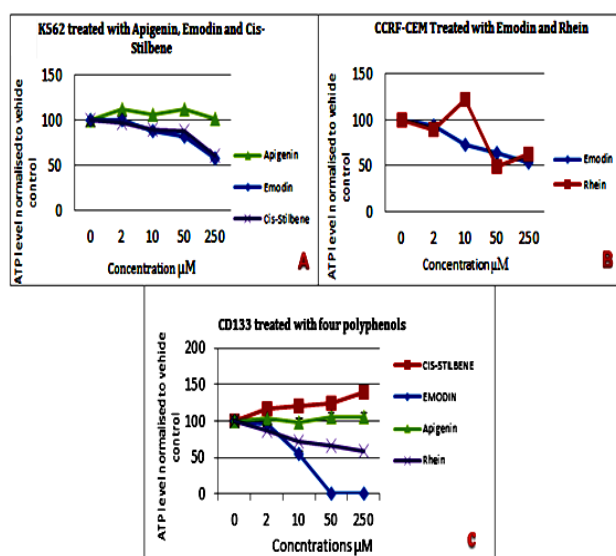 K562 treated with Apigenin, Emodin and Cis-
Stilbene
ATP level normalised to vehicle
control
150
100
50
0
0 2 10 50 250
Concentration µM
Apigenin
Emodin
Cis-Stilbene
A
CCRF-CEM Treated with Emodin and Rhein
ATP level normalised to vehicle
control
150
100
50
0
0 2 10 50 250
Concentration µM
Emodin
Rhein
B
CD133 treated with four polyphenols
ATP level normalised to vehicle
control
200
150
100
50
0
0 2 10 50 250
Concntrations µM
CIS-STILBENE
EMODIN
Apigenin
Rhein
C